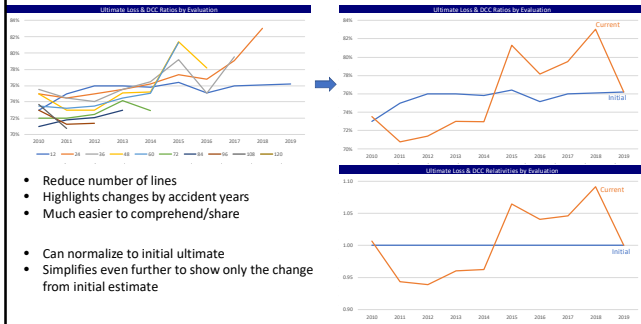 Ultimate Loss & DCC Ratios by Evaluation
84%
82%
80%
78%
76%
74%
72%
70%
2010 2011 2012 2013 2014 2015 2016 2017 2018 2019
12 24 36 48 60 72 84 96 108 120
Ultimate Loss & DCC Ratios by Evaluation
84%
82%
80%
78%
76%
74%
72%
70%
Current
Initial
2010 2011 2012 2013 2014 2015 2016 2017 2018 2019
Ultimate Loss & DCC Relativities by Evaluation
1.10
1.05
1.00
0.95
0.90
Current
Initial
2010 2011 2012 2013 2014 2015 2016 2017 2018 2019
• Reduce number of lines
• Highlights changes by accident years
• Much easier to comprehend/share
• Can normalize to initial ultimate
• Simplifies even further to show only the change
from initial estimate